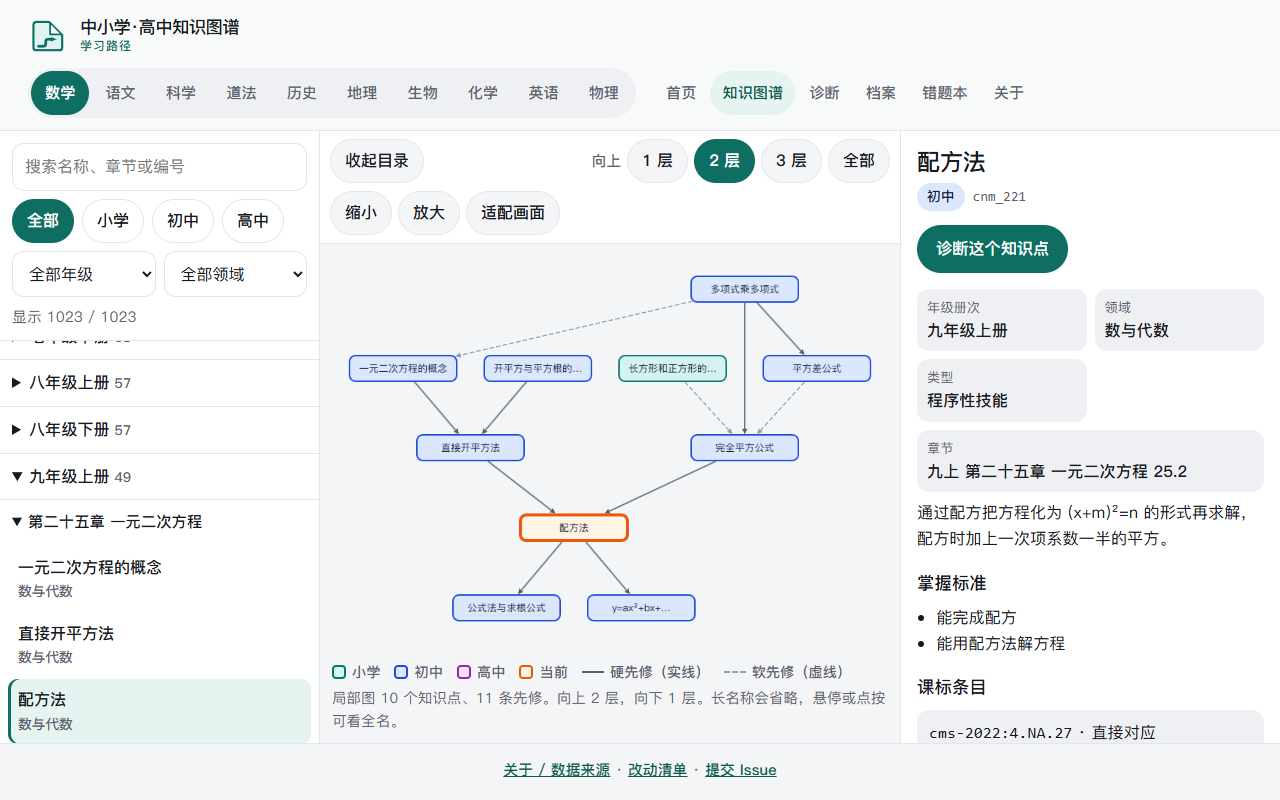 中小学·高中知识图谱
学习路径
数学 语文 科学 道法 历史 地理 生物 化学 英语 物理 首页 知识图谱 诊断 档案 错题本 关于
搜索名称、章节或编号
全部 小学 初中 高中
全部年级 全部领域
显示 1023 / 1023
八年级上册 57
八年级下册 57
九年级上册 49
第二十五章 一元二次方程
一元二次方程的概念
数与代数
直接开平方法
数与代数
配方法
数与代数
收起目录 向上 1 层 2 层 3 层 全部
缩小 放大 适配画面
多项式乘多项式
一元二次方程的概念 开平方与平方根的... 长方形和正方形的... 平方差公式
直接开平方法 完全平方公式
配方法
公式法与求根公式 y=ax²+bx+...
小学 初中 高中 当前 硬先修（实线） 软先修（虚线）
局部图 10 个知识点、11 条先修。向上 2 层，向下 1 层。长名称会省略，悬停或点按
可看全名。
配方法
初中 cnm_221
诊断这个知识点
年级册次
九年级上册
领域
数与代数
类型
程序性技能
章节
九上 第二十五章 一元二次方程 25.2
通过配方把方程化为 (x+m)²=n 的形式再求解，
配方时加上一次项系数一半的平方。
掌握标准
能完成配方
能用配方法解方程
课标条目
cms-2022:4.NA.27 · 直接对应
关于 / 数据来源 · 改动清单 · 提交 Issue